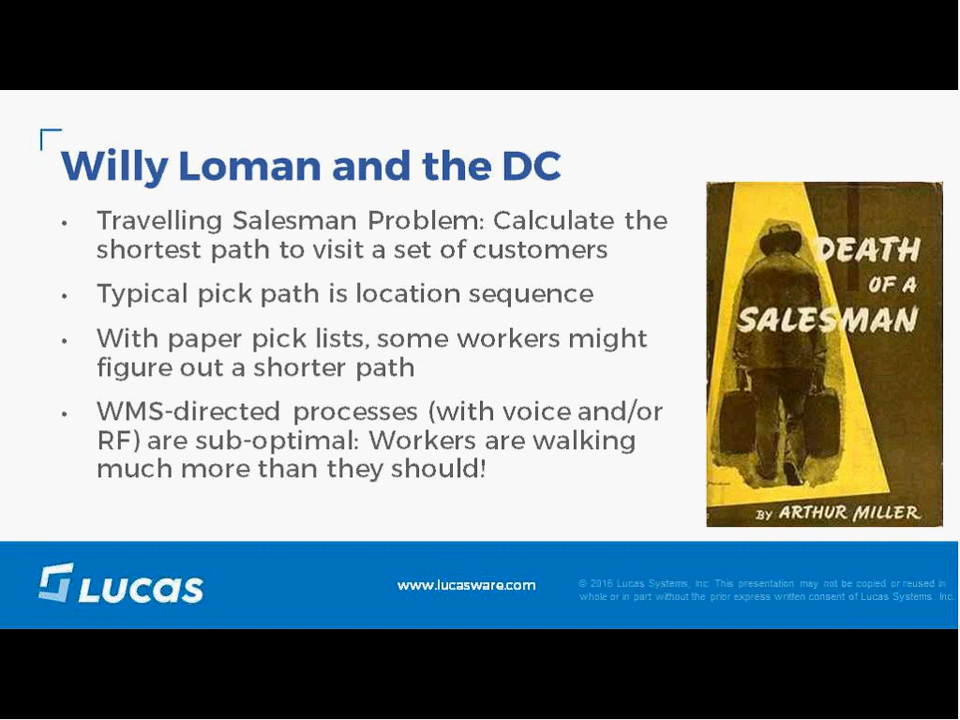 Willy Loman and the DC
• Travelling Salesman Problem: Calculate the
shortest path to visit a set of customers
• Typical pick path is location sequence
• With paper pick lists, some workers might
figure out a shorter path
• WMS-directed processes (with voice and/or
RF) are sub-optimal: Workers are walking
much more than they should!
DEATH
OF A
SALESMAN
BY ARTHUR MILLER
LUCAS
www.lucasware.com
© 2016 Lucas Systems, Inc. This presentation may not be copied or reused in
whole or in part without the prior express written consent of Lucas Systems. Inc.